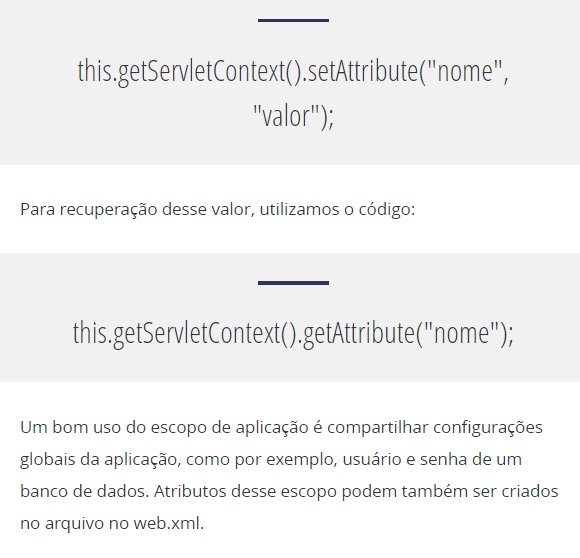 this.getServletContext().setAttribute("nome",
"valor");
Para recuperação desse valor, utilizamos o código:
this.getServletContext().getAttribute("nome");
Um bom uso do escopo de aplicação é compartilhar configurações
globais da aplicação, como por exemplo, usuário e senha de um
banco de dados. Atributos desse escopo podem também ser criados
no arquivo no web.xml.